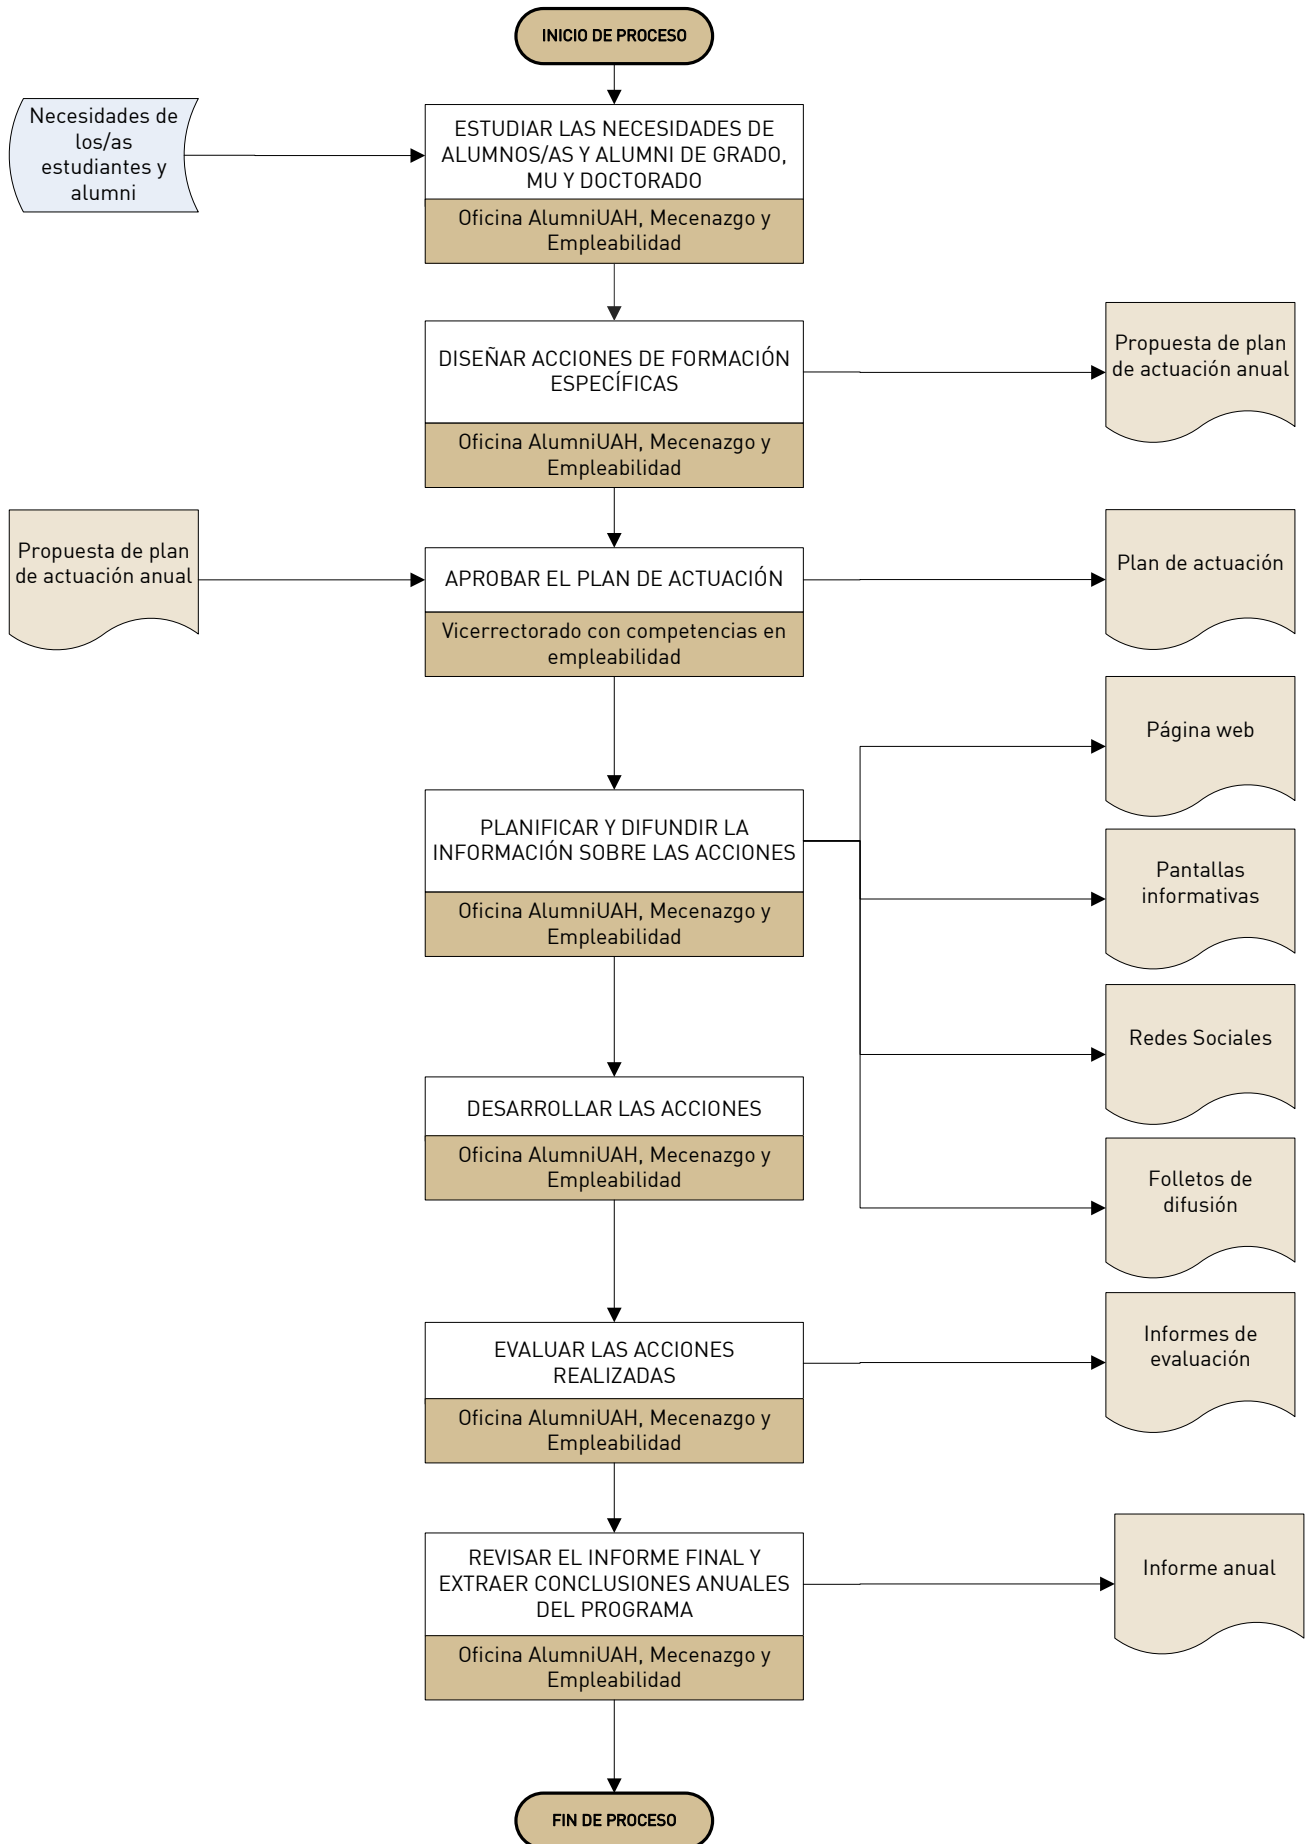 INICIO DE PROCESO
Necesidades de
los/as
estudiantes y
alumni
ESTUDIAR LAS NECESIDADES DE
ALUMNOS/AS Y ALUMNI DE GRADO,
MU Y DOCTORADO
Oficina AlumniUAH, Mecenazgo y
Empleabilidad
DISEÑAR ACCIONES DE FORMACIÓN
ESPECÍFICAS
Oficina AlumniUAH, Mecenazgo y
Empleabilidad
Propuesta de plan
de actuación anual
Propuesta de plan
de actuación anual
APROBAR EL PLAN DE ACTUACIÓN
Vicerrectorado con competencias en
empleabilidad
Plan de actuación
PLANIFICAR Y DIFUNDIR LA
INFORMACIÓN SOBRE LAS ACCIONES
Oficina AlumniUAH, Mecenazgo y
Empleabilidad
Página web
Pantallas
informativas
Redes Sociales
Folletos de
difusión
DESARROLLAR LAS ACCIONES
Oficina AlumniUAH, Mecenazgo y
Empleabilidad
EVALUAR LAS ACCIONES
REALIZADAS
Oficina AlumniUAH, Mecenazgo y
Empleabilidad
Informes de
evaluación
REVISAR EL INFORME FINAL Y
EXTRAER CONCLUSIONES ANUALES
DEL PROGRAMA
Oficina AlumniUAH, Mecenazgo y
Empleabilidad
Informe anual
FIN DE PROCESO